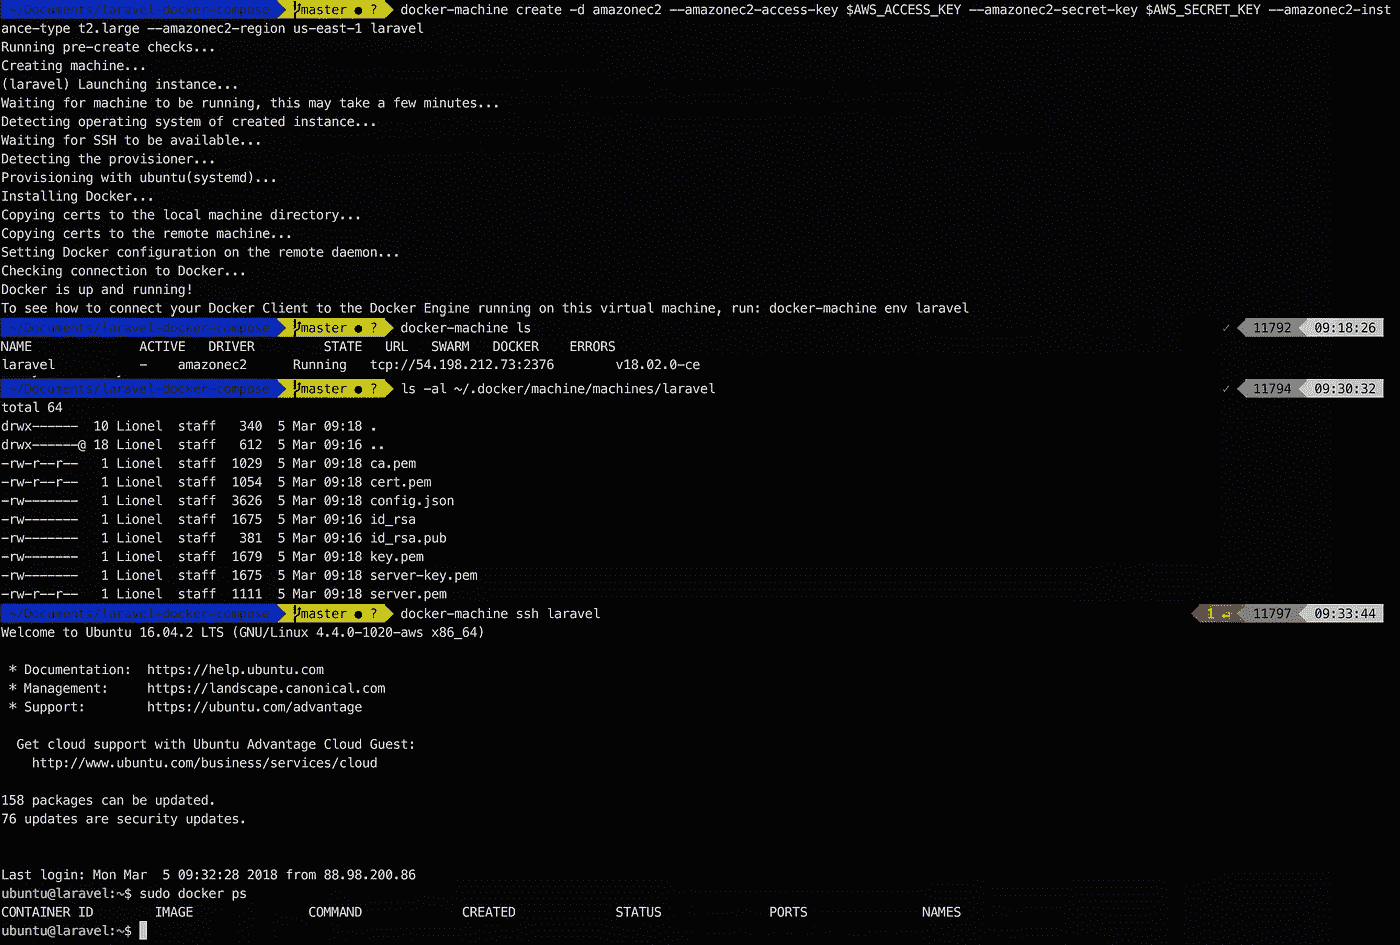 ~/Documents/laravel-docker-compose master ● ? docker-machine create -d amazonec2 --amazonec2-access-key $AWS_ACCESS_KEY --amazonec2-secret-key $AWS_SECRET_KEY --amazonec2-inst
ance-type t2.large --amazonec2-region us-east-1 laravel
Running pre-create checks...
Creating machine...
(laravel) Launching instance...
Waiting for machine to be running, this may take a few minutes...
Detecting operating system of created instance...
Waiting for SSH to be available...
Detecting the provisioner...
Provisioning with ubuntu(systemd)...
Installing Docker...
Copying certs to the local machine directory...
Copying certs to the remote machine...
Setting Docker configuration on the remote daemon...
Checking connection to Docker...
Docker is up and running!
To see how to connect your Docker Client to the Docker Engine running on this virtual machine, run: docker-machine env laravel
~/Documents/laravel-docker-compose master ● ? docker-machine ls ✓ 11792 09:18:26
NAME ACTIVE DRIVER STATE URL SWARM DOCKER ERRORS
laravel - amazonec2 Running tcp://54.198.212.73:2376 v18.02.0-ce
~/Documents/laravel-docker-compose master ● ? ls -al ~/.docker/machine/machines/laravel ✓ 11794 09:30:32
total 64
drwx------ 10 Lionel staff 340 5 Mar 09:18 .
drwx------@ 18 Lionel staff 612 5 Mar 09:16 ..
-rw-r--r-- 1 Lionel staff 1029 5 Mar 09:18 ca.pem
-rw-r--r-- 1 Lionel staff 1054 5 Mar 09:18 cert.pem
-rw------- 1 Lionel staff 3626 5 Mar 09:18 config.json
-rw------- 1 Lionel staff 1675 5 Mar 09:16 id_rsa
-rw------- 1 Lionel staff 381 5 Mar 09:16 id_rsa.pub
-rw------- 1 Lionel staff 1679 5 Mar 09:18 key.pem
-rw------- 1 Lionel staff 1675 5 Mar 09:18 server-key.pem
-rw-r--r-- 1 Lionel staff 1111 5 Mar 09:18 server.pem
~/Documents/laravel-docker-compose master ● ? docker-machine ssh laravel 1 ↵ 11797 09:33:44
Welcome to Ubuntu 16.04.2 LTS (GNU/Linux 4.4.0-1020-aws x86_64)
* Documentation: https://help.ubuntu.com
* Management: https://landscape.canonical.com
* Support: https://ubuntu.com/advantage
Get cloud support with Ubuntu Advantage Cloud Guest:
http://www.ubuntu.com/business/services/cloud
158 packages can be updated.
76 updates are security updates.
Last login: Mon Mar 5 09:32:28 2018 from 88.98.200.86
ubuntu@laravel:~$ sudo docker ps
CONTAINER ID IMAGE COMMAND CREATED STATUS PORTS NAMES
ubuntu@laravel:~$